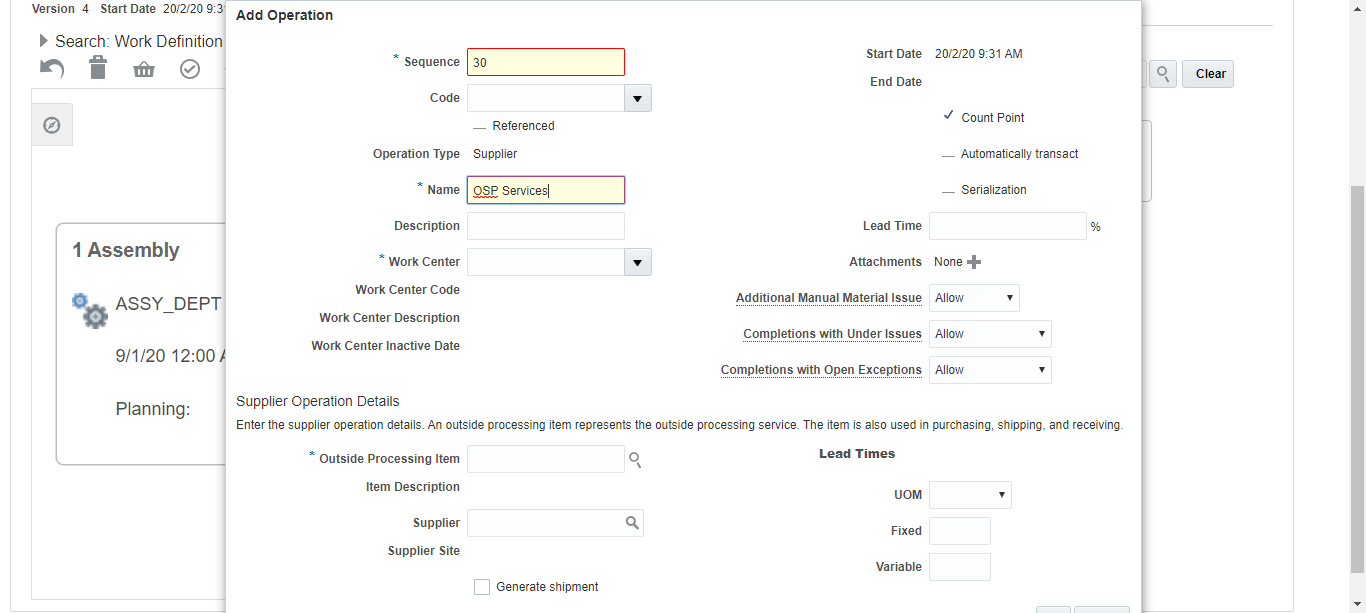 Version 4 Start Date 20/2/20 9:3
Search: Work Definition
Clear
1 Assembly
ASSY_DEPT
9/1/20 12:00
Planning:
Add Operation
* Sequence 30
Code
Referenced
Operation Type Supplier
* Name OSP Services
Description
* Work Center
Work Center Code
Work Center Description
Work Center Inactive Date
Start Date 20/2/20 9:31 AM
End Date
Count Point
Automatically transact
Serialization
Lead Time %
Attachments None
Additional Manual Material Issue Allow
Completions with Under Issues Allow
Completions with Open Exceptions Allow
Supplier Operation Details
Enter the supplier operation details. An outside processing item represents the outside processing service. The item is also used in purchasing, shipping, and receiving.
* Outside Processing Item
Item Description
Supplier
Supplier Site
Generate shipment
Lead Times
UOM
Fixed
Variable